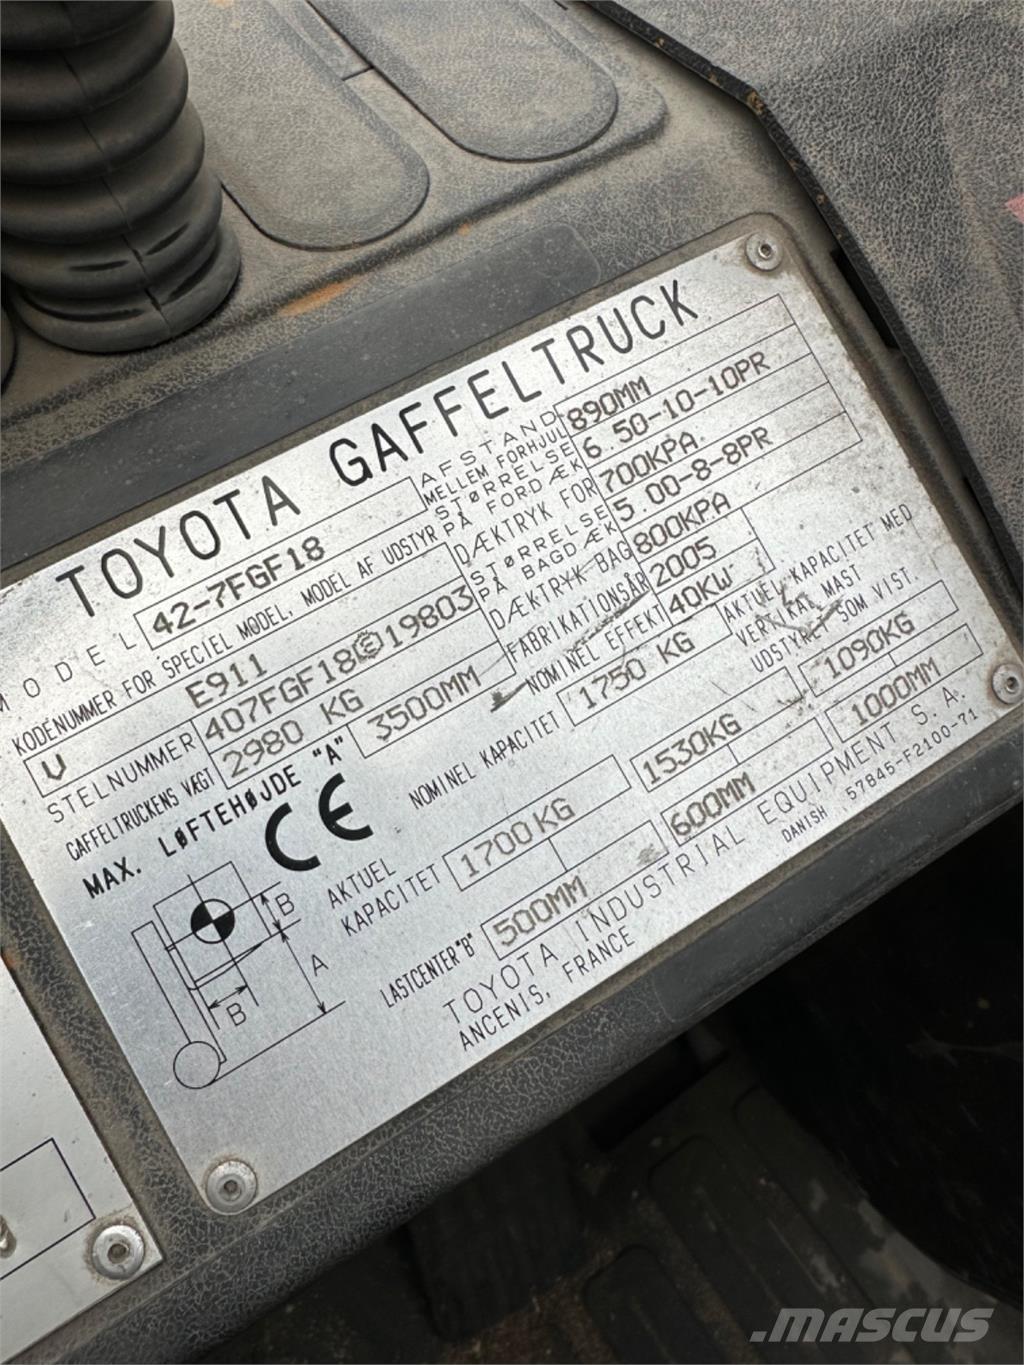 TOYOTA GAFFELTRUCK
MODEL 42-7FGF18
KODENUMMER FOR SPECIEL MODEL, MODEL AF UDSTYR
V E911
STELNUMMER 407FGF18 E 19803
GAFFELTRUCKENS VÆGT 2980 KG
MAX. LØFTEHØJDE "A" 3500MM
AFSTAND MELLEM FORHJUL 890MM
STØRRELSE PÅ FORDÆK 6.50-10-10PR
DÆKTRYK FOR 700KPA
STØRRELSE PÅ BAGDÆK 5.00-8-8PR
DÆKTRYK BAG 800KPA
FABRIKATIONSÅR 2005
NOMINEL EFFEKT 40KW
NOMINEL KAPACITET 1750 KG
AKTUEL KAPACITET MED
VERTIKAL MAST
UDSTYRET SOM VIST.
CE
AKTUEL
KAPACITET 1700KG 1530KG 1090KG
LASTCENTER"B" 500MM 600MM 1000MM
B
A
B
TOYOTA INDUSTRIAL EQUIPMENT S.A.
ANCENIS, FRANCE
DANISH 57845-F2100-71
MASCUS